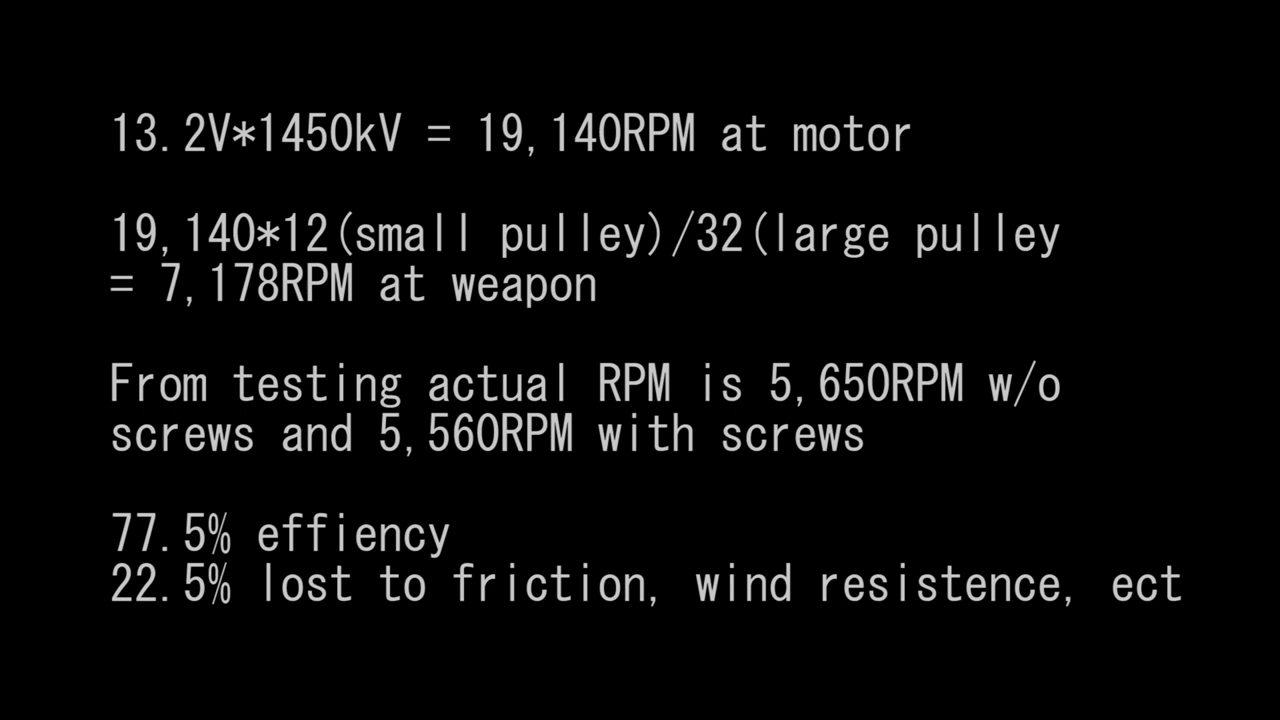 13.2V*1450kV = 19,140RPM at motor
19,140*12(small pulley)/32(large pulley
= 7,178RPM at weapon
From testing actual RPM is 5,650RPM w/o
screws and 5,560RPM with screws
77.5% effiency
22.5% lost to friction, wind resistence, ect